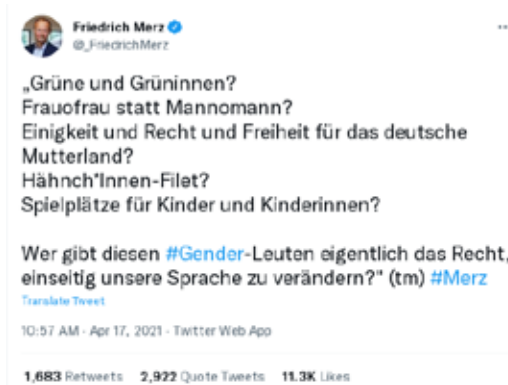 Friedrich Merz
@_FriedrichMerz
„Grüne und Grüninnen?
Frauofrau statt Mannomann?
Einigkeit und Recht und Freiheit für das deutsche
Mutterland?
Hähnch*Innen-Filet?
Spielplätze für Kinder und Kinderinnen?
Wer gibt diesen #Gender-Leuten eigentlich das Recht,
einseitig unsere Sprache zu verändern?" (tm) #Merz
Translate Tweet
10:57 AM · Apr 17, 2021 · Twitter Web App
1,683 Retweets 2,922 Quote Tweets 11.3K Likes